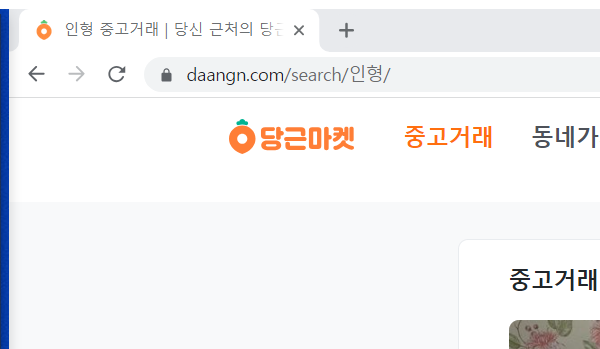 인형 중고거래 | 당신 근처의 당근
daangn.com/search/인형/
당근마켓 중고거래 동네가
중고거래